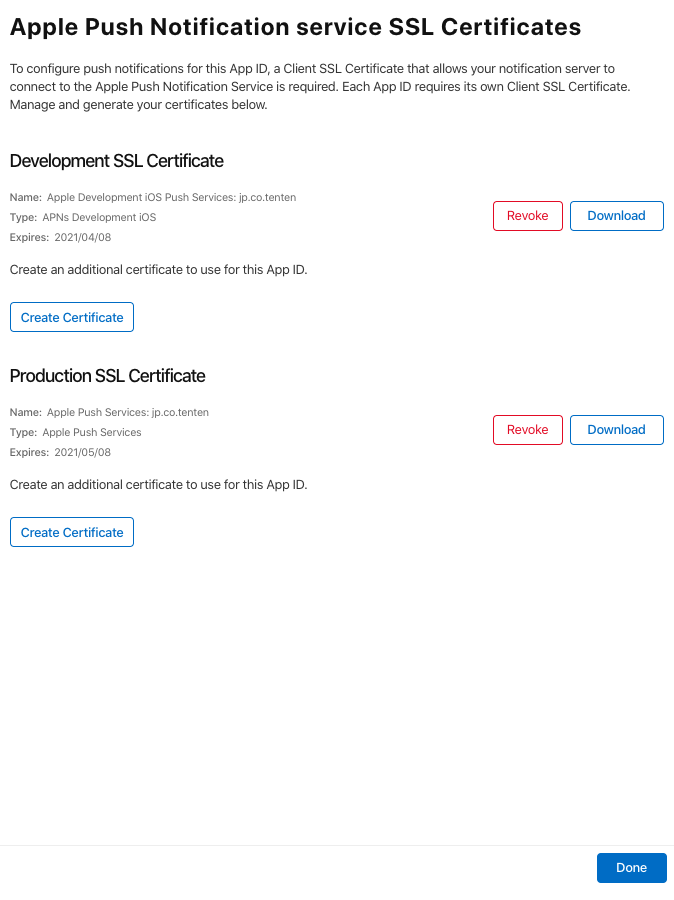 Apple Push Notification service SSL Certificates
To configure push notifications for this App ID, a Client SSL Certificate that allows your notification server to
connect to the Apple Push Notification Service is required. Each App ID requires its own Client SSL Certificate.
Manage and generate your certificates below.
Development SSL Certificate
Name: Apple Development iOS Push Services: jp.co.tenten
Type: APNs Development iOS
Expires: 2021/04/08
Revoke
Download
Create an additional certificate to use for this App ID.
Create Certificate
Production SSL Certificate
Name: Apple Push Services: jp.co.tenten
Type: Apple Push Services
Expires: 2021/05/08
Revoke
Download
Create an additional certificate to use for this App ID.
Create Certificate
Done